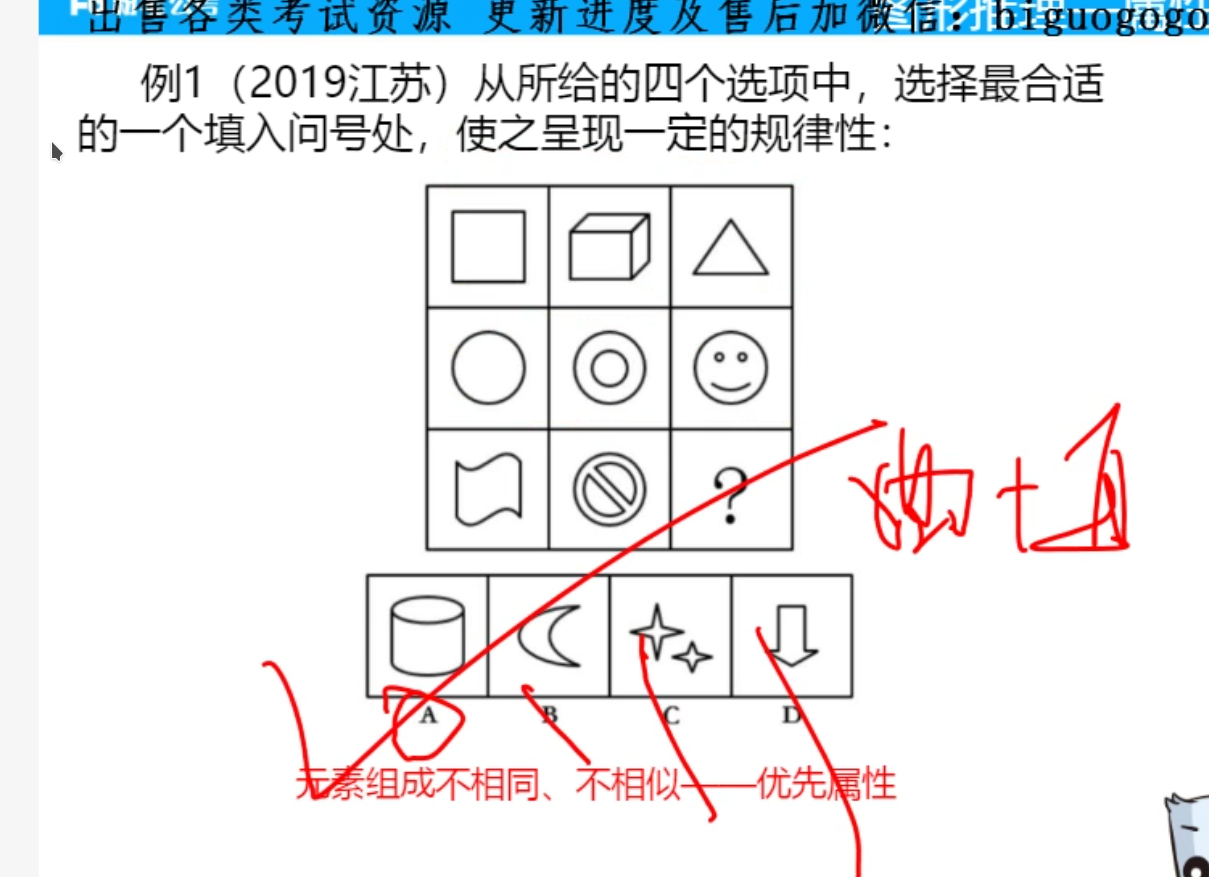 出售各类考试资源 更新进度及售后加微信：biguogogo
例1（2019江苏）从所给的四个选项中，选择最合适
的一个填入问号处，使之呈现一定的规律性：
?
A B C D
无素组成不相同、不相似——优先属性
曲+直